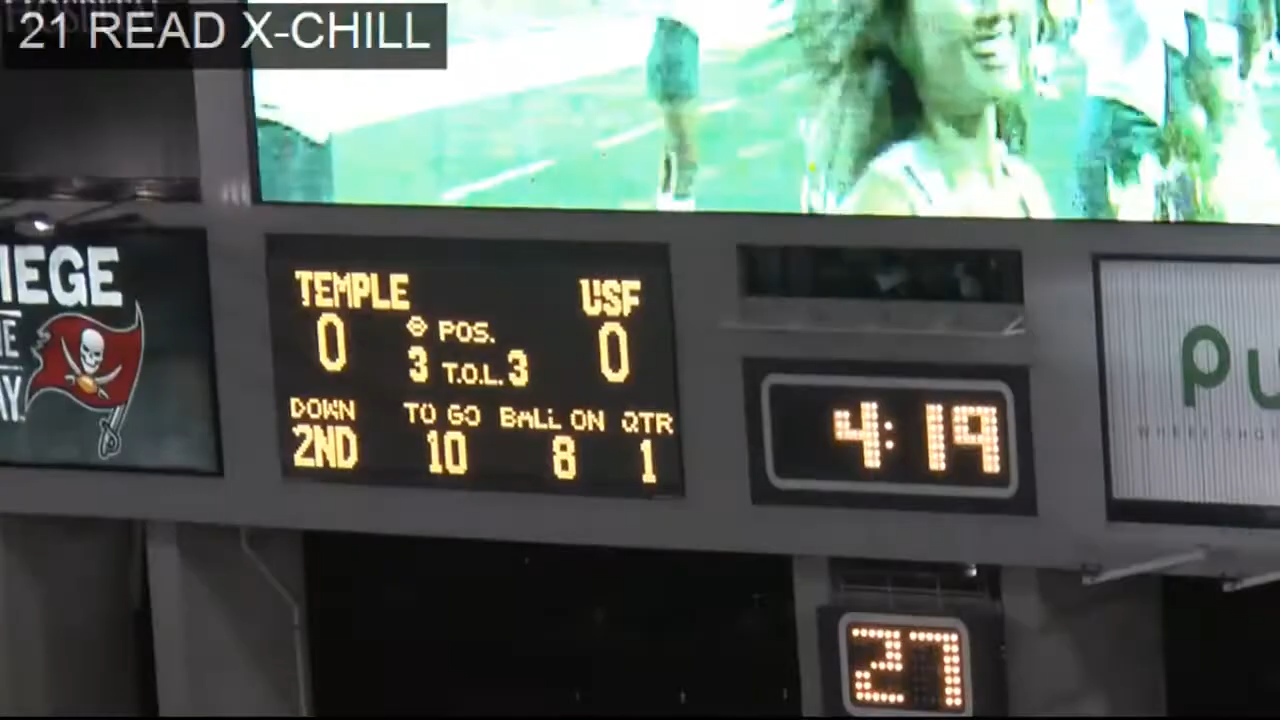 21 READ X-CHILL
IEGE
AY.
TEMPLE USF
0 POS. 0
3 T.O.L. 3
DOWN TO GO BALL ON QTR
2ND 10 8 1
4:19
Pu
27